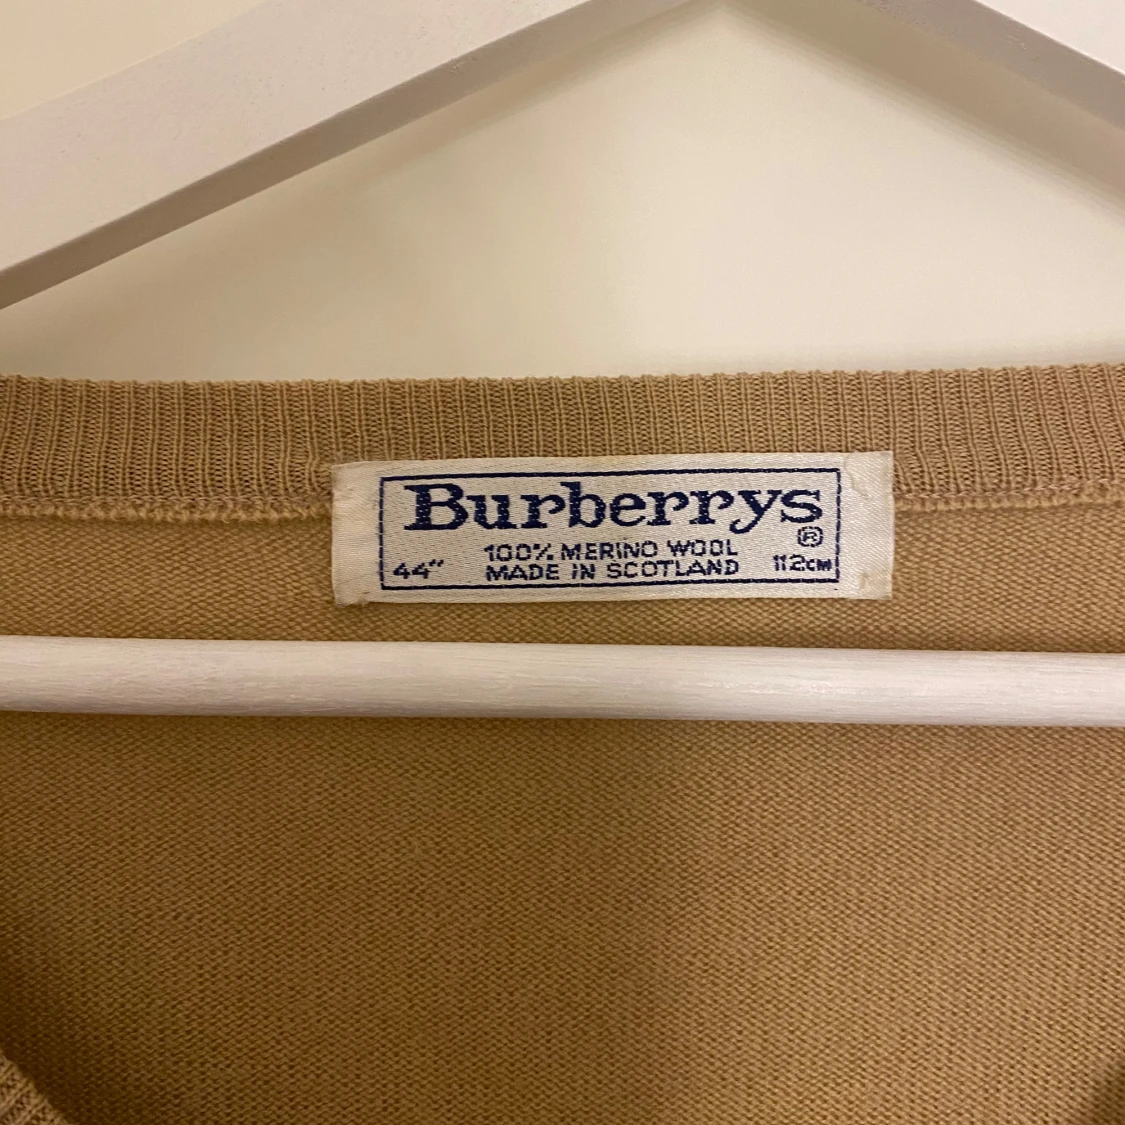 Burberrys
®
100% MERINO WOOL
44" MADE IN SCOTLAND 112CM